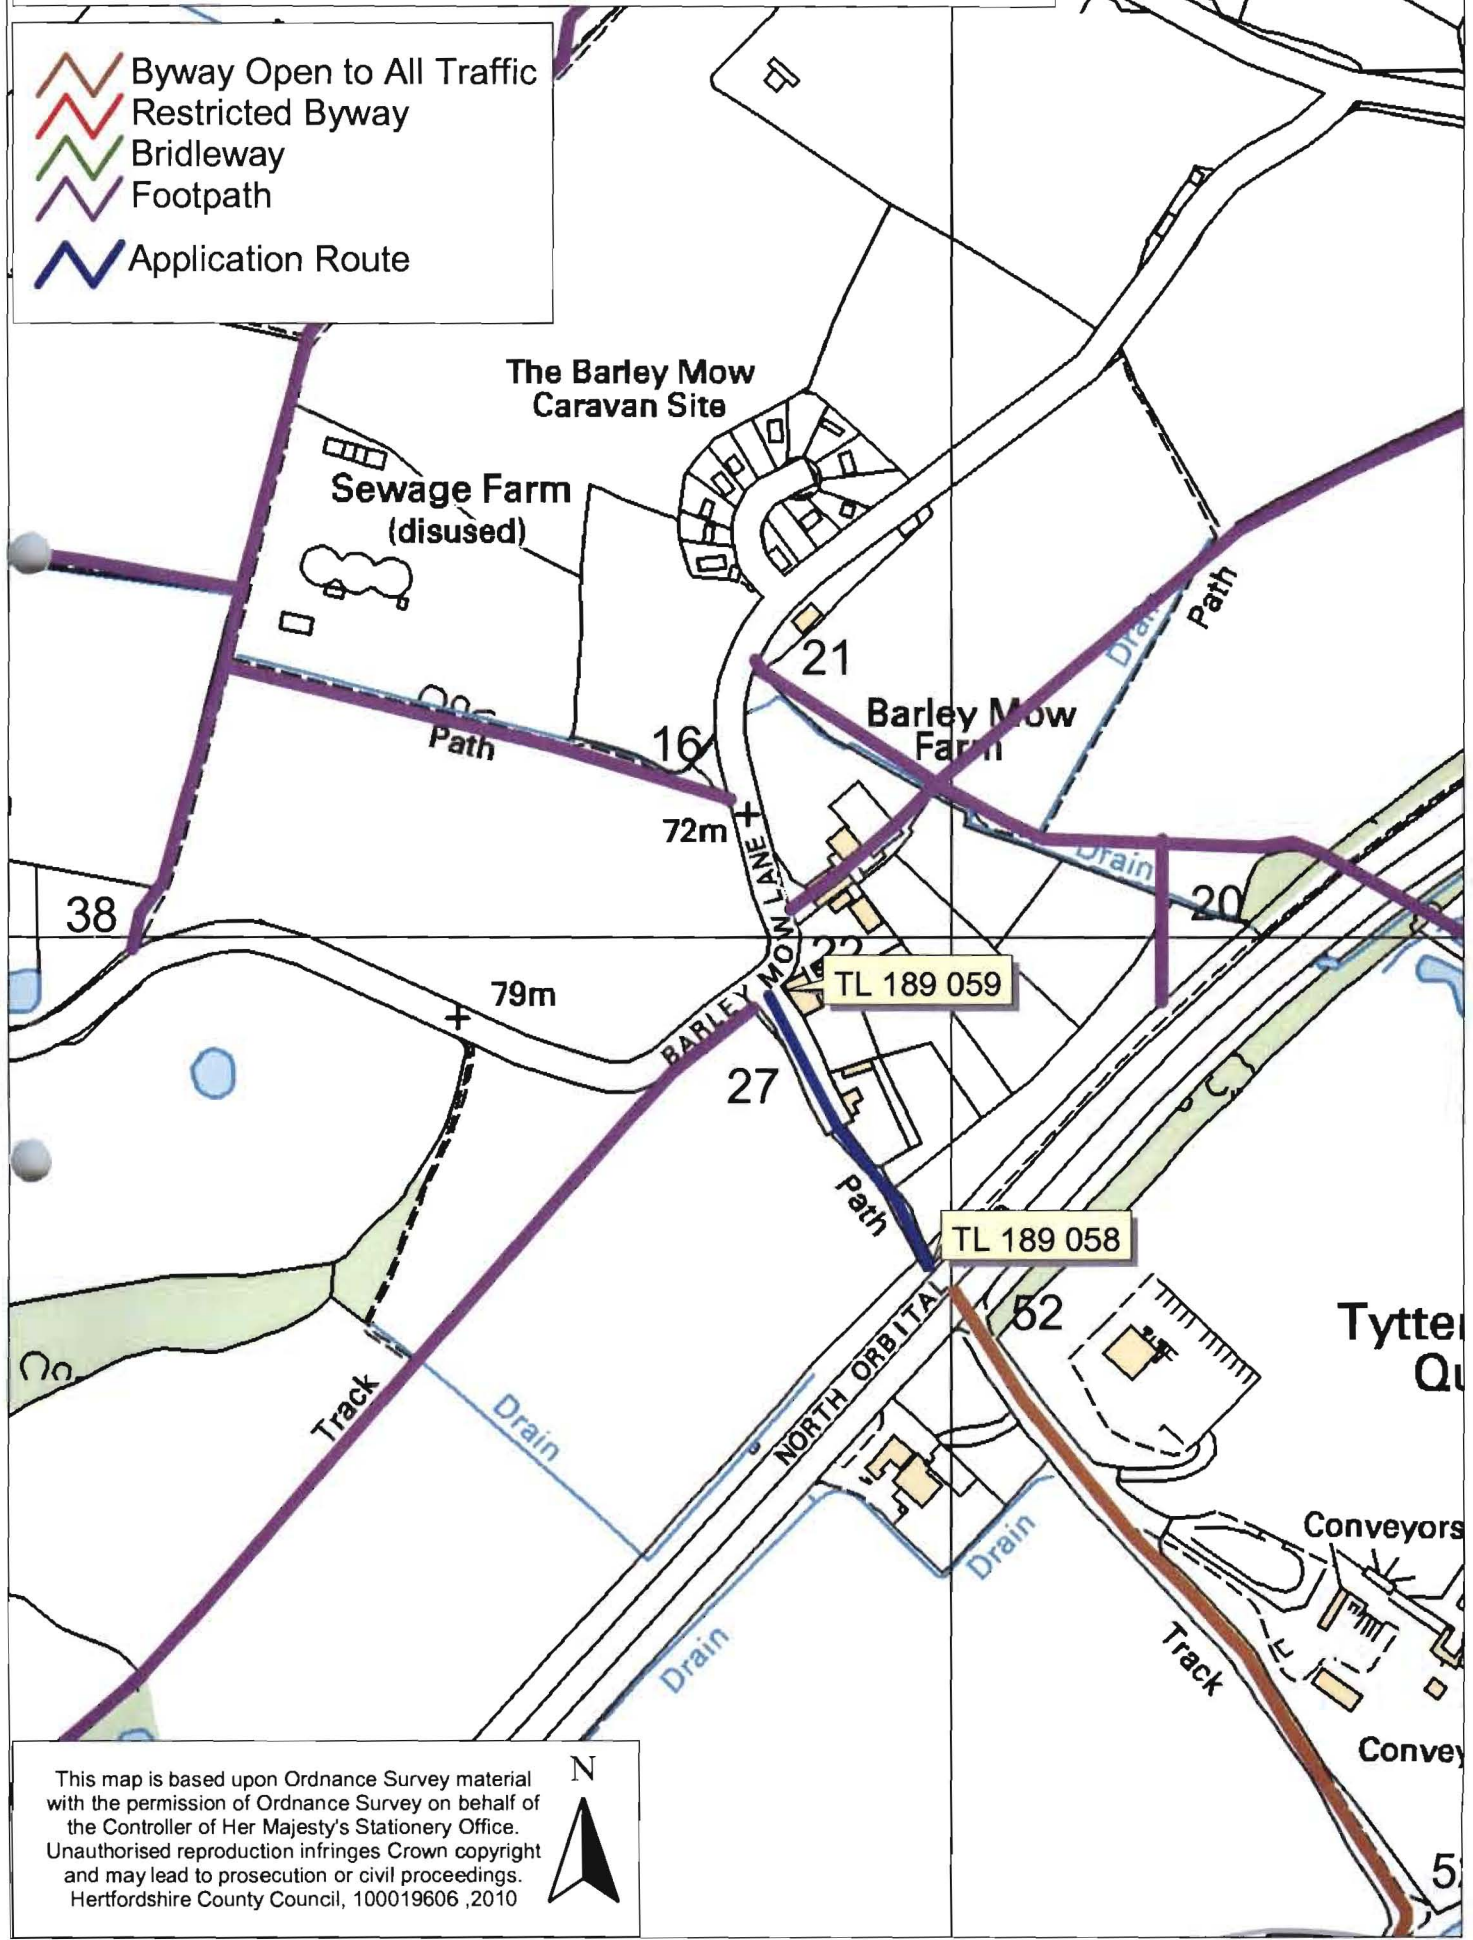 Byway Open to All Traffic
Restricted Byway
Bridleway
Footpath
Application Route
The Barley Mow
Caravan Site
Sewage Farm
(disused)
Path
Drain
21
Barley Mow
Farm
16
Path
72m
BARLEY MOW LANE
Drain
20
38
22
TL 189 059
79m
27
Path
TL 189 058
52
NORTH ORBITAL
Track
Drain
Drain
Conveyors
Drain
Track
This map is based upon Ordnance Survey material
with the permission of Ordnance Survey on behalf of
the Controller of Her Majesty's Stationery Office.
Unauthorised reproduction infringes Crown copyright
and may lead to prosecution or civil proceedings.
Hertfordshire County Council, 100019606 ,2010
N